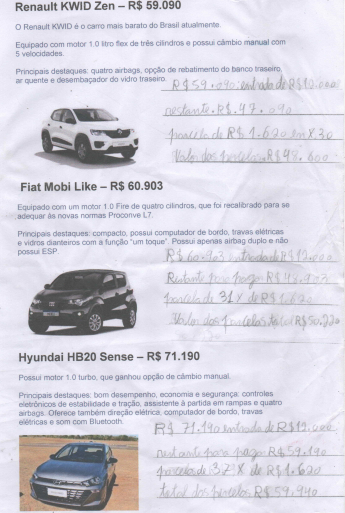 Renault KWID Zen – R$ 59.090
O Renault KWID é o carro mais barato do Brasil atualmente.
Equipado com motor 1.0 litro flex de três cilindros e possui câmbio manual com
5 velocidades.
Principais destaques: quatro airbags, opção de rebatimento do banco traseiro,
ar quente e desembaçador do vidro traseiro.
R$ 59.090 entrada de R$ 12.000
restante. R$. 47.090
parcela de R$ 1.620 em X 30
Valor das parcelas R$ 48.600
Fiat Mobi Like – R$ 60.903
Equipado com um motor 1.0 Fire de quatro cilindros, que foi recalibrado para se
adequar às novas normas Proconve L7.
Principais destaques: compacto, possui computador de bordo, travas elétricas
e vidros dianteiros com a função "um toque". Possui apenas airbag duplo e não
possui ESP.
R$ 60.903 entrada de R$ 12.000
Restante para pagar R$ 48.903
parcela de 31 X de R$ 1.620
Valor das parcelas total R$ 50.220
Hyundai HB20 Sense – R$ 71.190
Possui motor 1.0 turbo, que ganhou opção de câmbio manual.
Principais destaques: bom desempenho, economia e segurança: controles
eletrônicos de estabilidade e tração, assistente à partida em rampas e quatro
airbags. Oferece também direção elétrica, computador de bordo, travas
elétricas e som com Bluetooth.
R$ 71.190 entrada de R$ 12.000.
restante para pagar R$ 59.190
parcela de 37 X de R$ 1.620
total das parcelas R$ 59.940